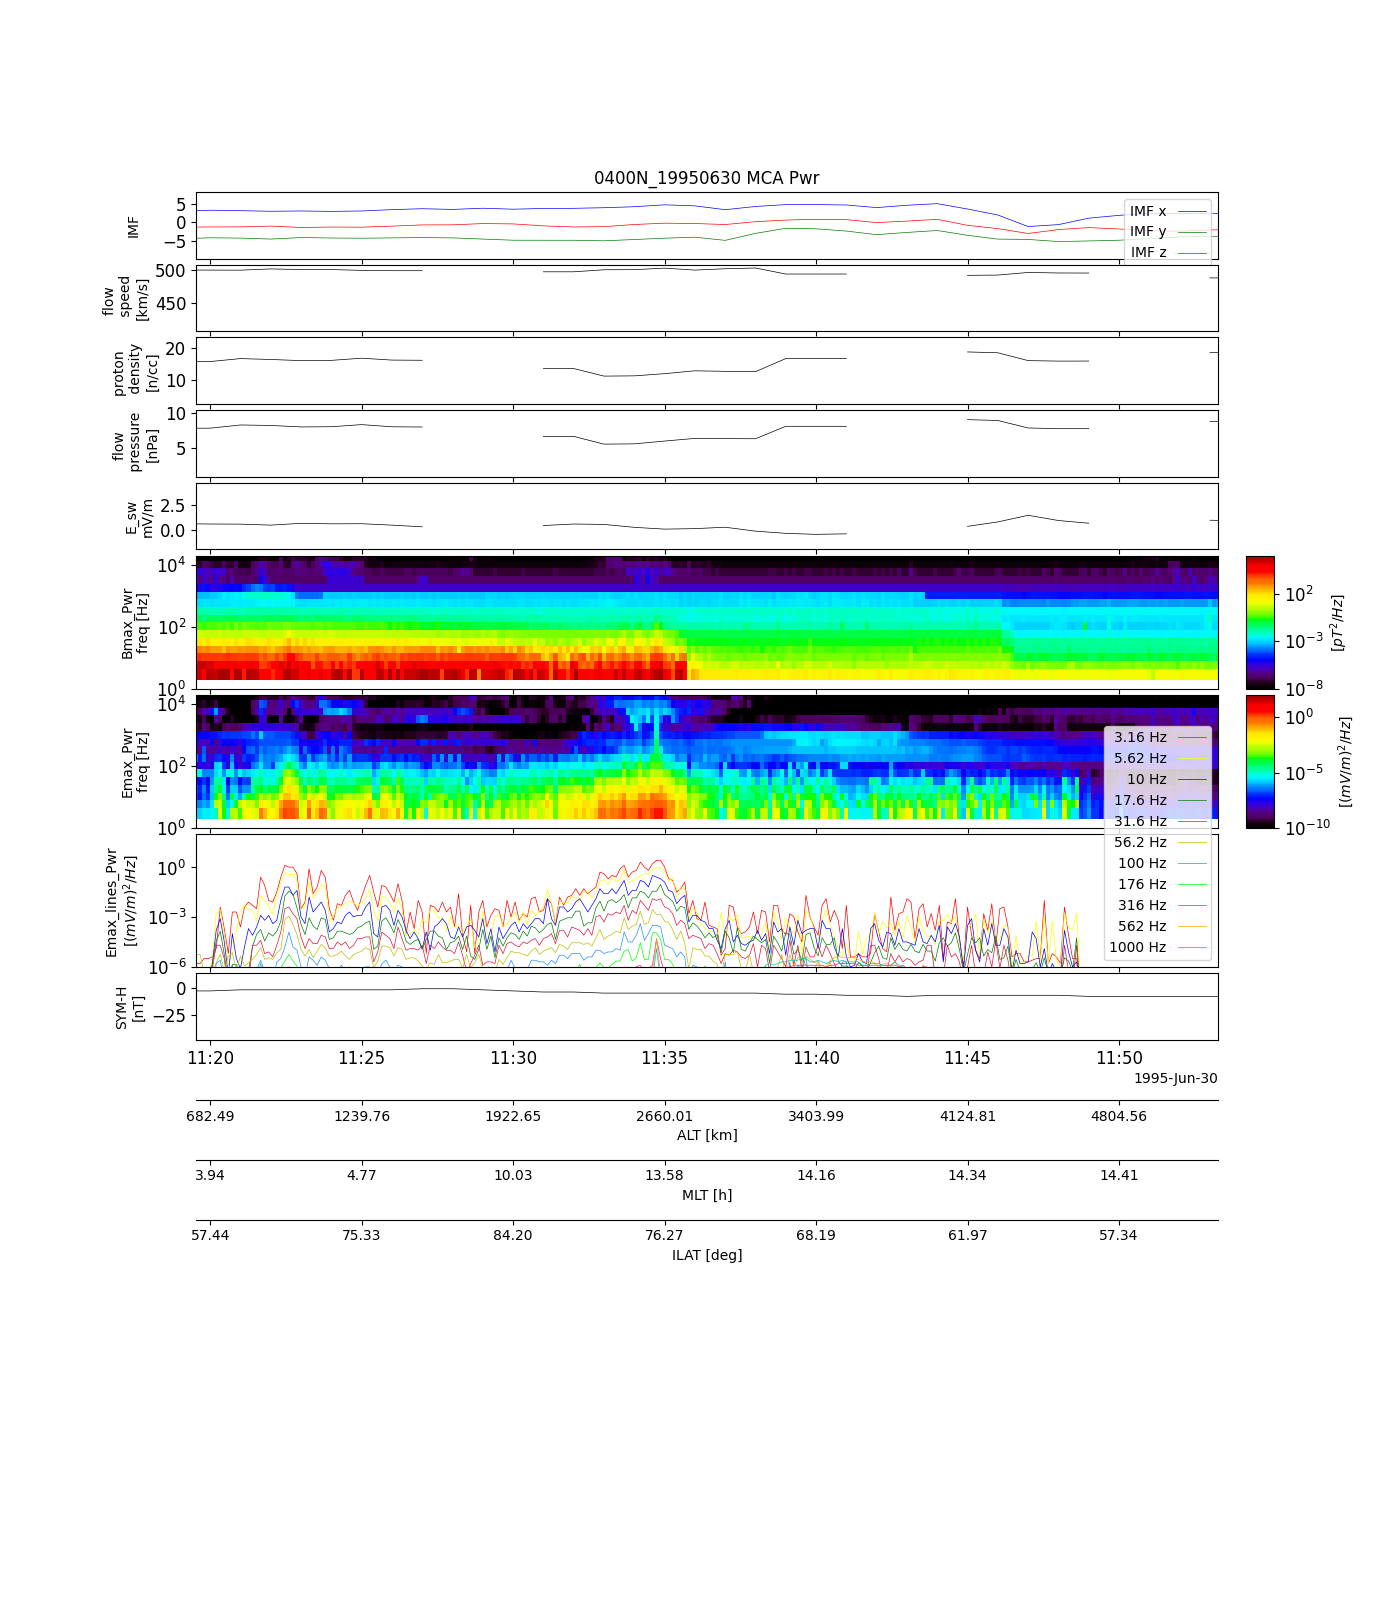 0400N_19950630 MCA Pwr
IMF
5
0
−5
IMF x
IMF y
IMF z
flow
speed
[km/s]
500
450
proton
density
[n/cc]
20
10
flow
pressure
[nPa]
10
5
E_sw
mV/m
2.5
0.0
Bmax_Pwr
freq [Hz]
10^4
10^2
10^0
10^2
10^−3
10^−8
[pT^2/Hz]
Emax_Pwr
freq [Hz]
10^4
10^2
10^0
10^0
10^−5
10^−10
[(mV/m)^2/Hz]
3.16 Hz
5.62 Hz
10 Hz
17.6 Hz
31.6 Hz
56.2 Hz
100 Hz
176 Hz
316 Hz
562 Hz
1000 Hz
Emax_lines_Pwr
[(mV/m)^2/Hz]
10^0
10^−3
10^−6
SYM-H
[nT]
0
−25
11:20 11:25 11:30 11:35 11:40 11:45 11:50
1995-Jun-30
682.49 1239.76 1922.65 2660.01 3403.99 4124.81 4804.56
ALT [km]
3.94 4.77 10.03 13.58 14.16 14.34 14.41
MLT [h]
57.44 75.33 84.20 76.27 68.19 61.97 57.34
ILAT [deg]